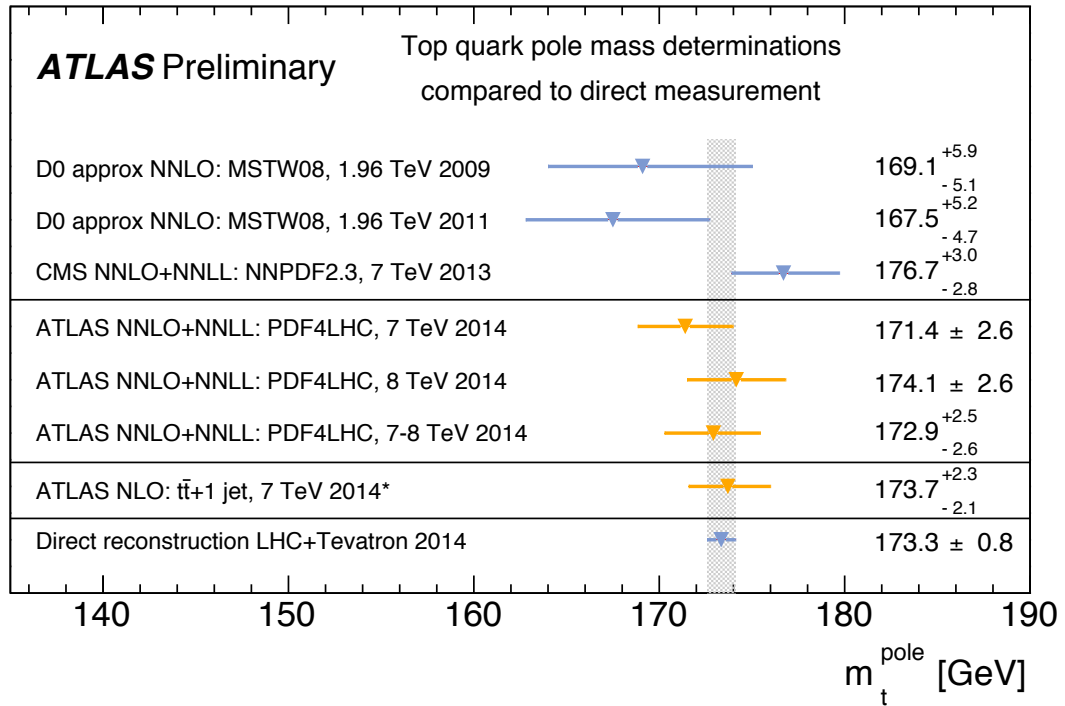 ATLAS Preliminary
Top quark pole mass determinations
compared to direct measurement
D0 approx NNLO: MSTW08, 1.96 TeV 2009 169.1 +5.9 - 5.1
D0 approx NNLO: MSTW08, 1.96 TeV 2011 167.5 +5.2 - 4.7
CMS NNLO+NNLL: NNPDF2.3, 7 TeV 2013 176.7 +3.0 - 2.8
ATLAS NNLO+NNLL: PDF4LHC, 7 TeV 2014 171.4 ± 2.6
ATLAS NNLO+NNLL: PDF4LHC, 8 TeV 2014 174.1 ± 2.6
ATLAS NNLO+NNLL: PDF4LHC, 7-8 TeV 2014 172.9 +2.5 - 2.6
ATLAS NLO: tt̄+1 jet, 7 TeV 2014* 173.7 +2.3 - 2.1
Direct reconstruction LHC+Tevatron 2014 173.3 ± 0.8
140 150 160 170 180 190
m t pole [GeV]